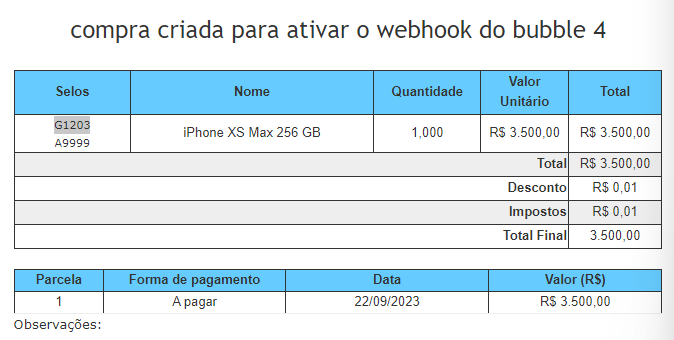 compra criada para ativar o webhook do bubble 4
Selos Nome Quantidade Valor Unitário Total
G1203 A9999 iPhone XS Max 256 GB 1,000 R$ 3.500,00 R$ 3.500,00
Total R$ 3.500,00
Desconto R$ 0,01
Impostos R$ 0,01
Total Final 3.500,00
Parcela Forma de pagamento Data Valor (R$)
1 A pagar 22/09/2023 R$ 3.500,00
Observações: